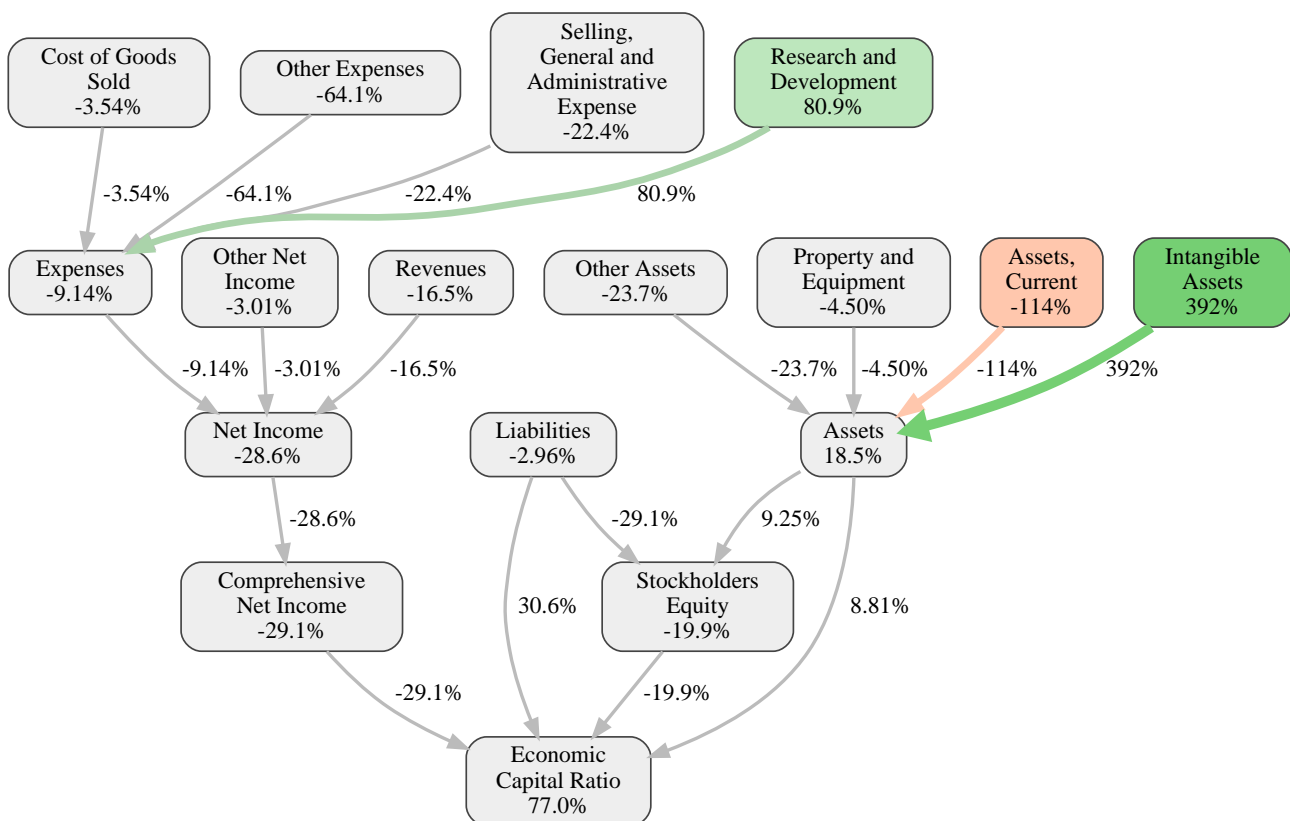 Cost of Goods
Sold
-3.54%
Other Expenses
-64.1%
Selling,
General and
Administrative
Expense
-22.4%
Research and
Development
80.9%
-3.54%
-64.1%
-22.4%
80.9%
Expenses
-9.14%
Other Net
Income
-3.01%
Revenues
-16.5%
Other Assets
-23.7%
Property and
Equipment
-4.50%
Assets,
Current
-114%
Intangible
Assets
392%
-9.14%
-3.01%
-16.5%
-23.7%
-4.50%
-114%
392%
Net Income
-28.6%
Liabilities
-2.96%
Assets
18.5%
-28.6%
-29.1%
9.25%
Comprehensive
Net Income
-29.1%
30.6%
Stockholders
Equity
-19.9%
8.81%
-29.1%
-19.9%
Economic
Capital Ratio
77.0%